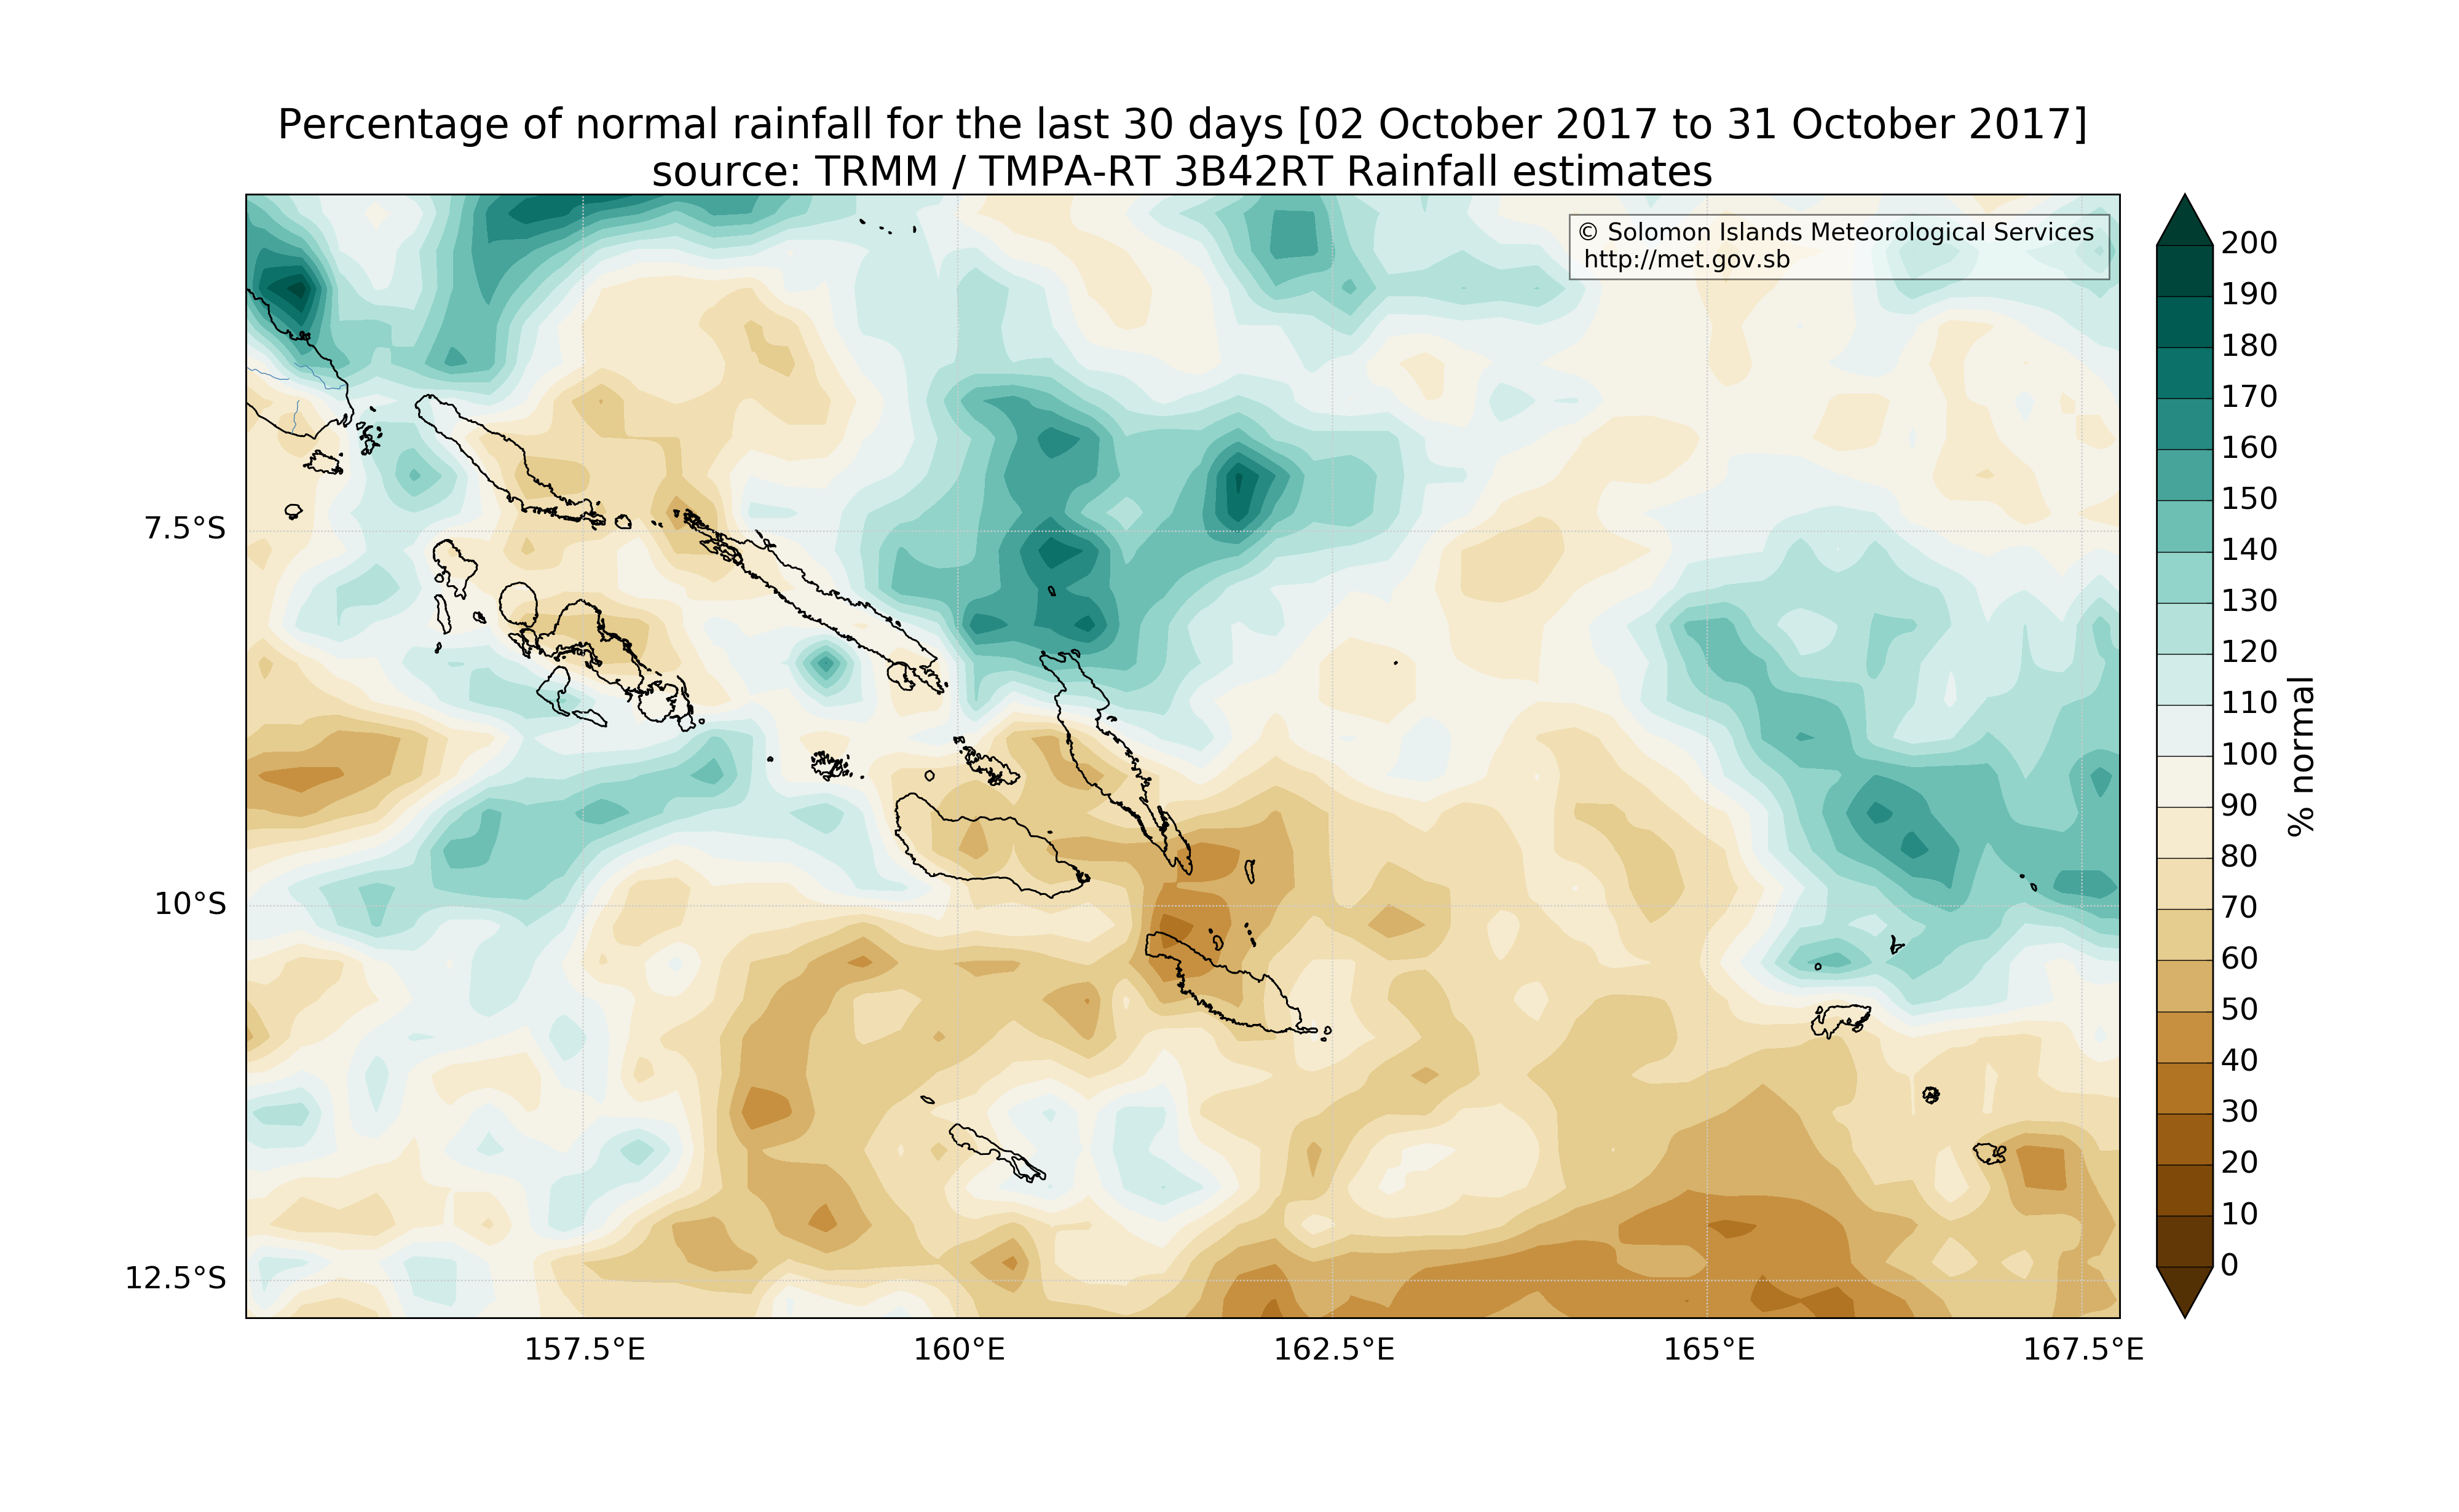 Percentage of normal rainfall for the last 30 days [02 October 2017 to 31 October 2017]
source: TRMM / TMPA-RT 3B42RT Rainfall estimates
© Solomon Islands Meteorological Services
http://met.gov.sb
7.5°S
10°S
12.5°S
157.5°E
160°E
162.5°E
165°E
167.5°E
200
190
180
170
160
150
140
130
120
110
100
90
80
70
60
50
40
30
20
10
0
% normal